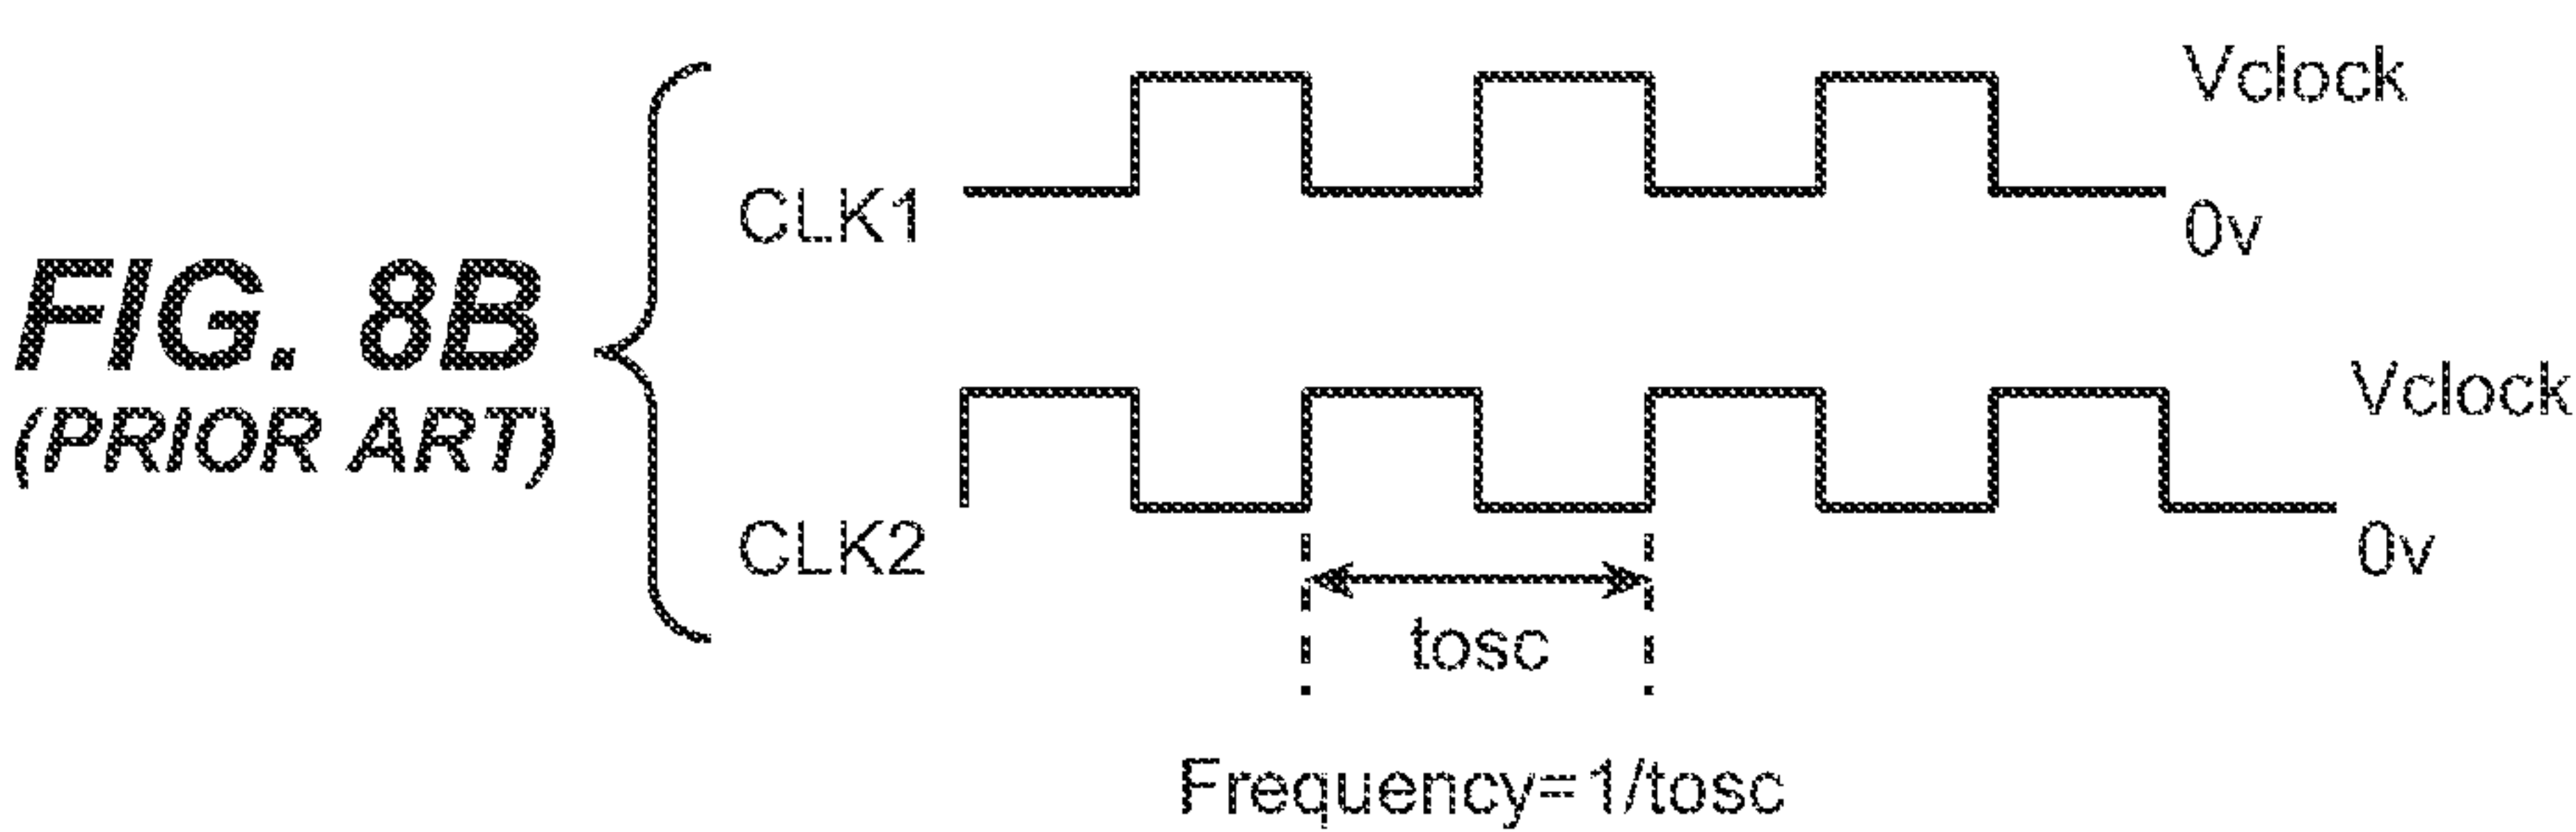 FIG. 8B
(PRIOR ART)
CLK1
Vclock
0v
CLK2
Vclock
0v
tosc
Frequency=1/tosc